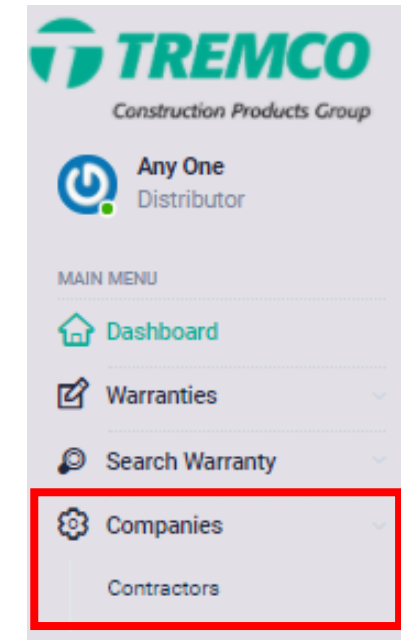 TREMCO
Construction Products Group
Any One
Distributor
MAIN MENU
Dashboard
Warranties
Search Warranty
Companies
Contractors